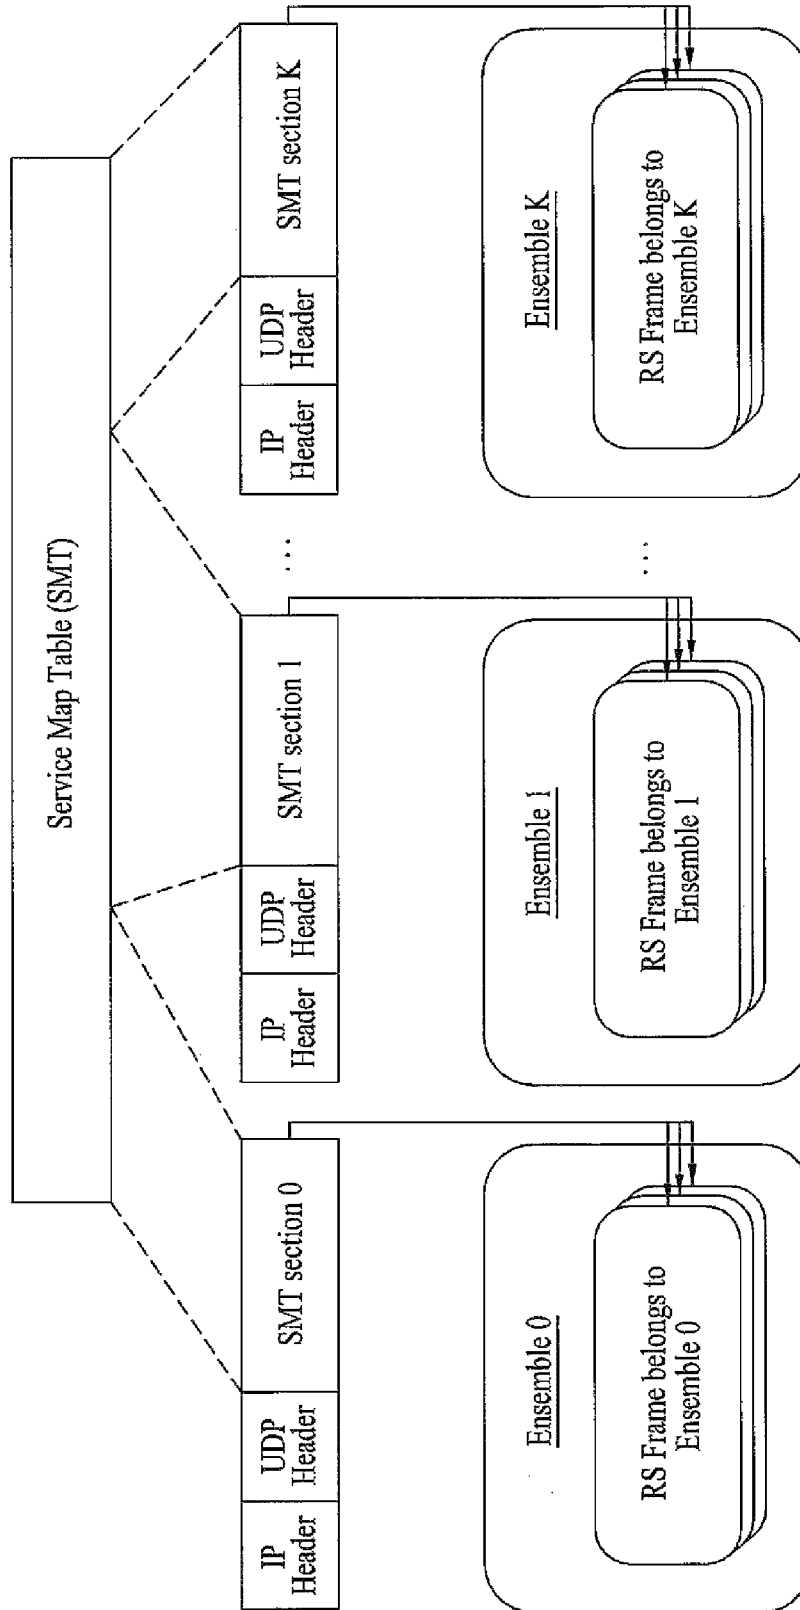 Service Map Table (SMT)
IP
Header
UDP
Header
SMT section 0
IP
Header
UDP
Header
SMT section 1
...
IP
Header
UDP
Header
SMT section K
Ensemble 0
RS Frame belongs to
Ensemble 0
Ensemble 1
RS Frame belongs to
Ensemble 1
...
Ensemble K
RS Frame belongs to
Ensemble K